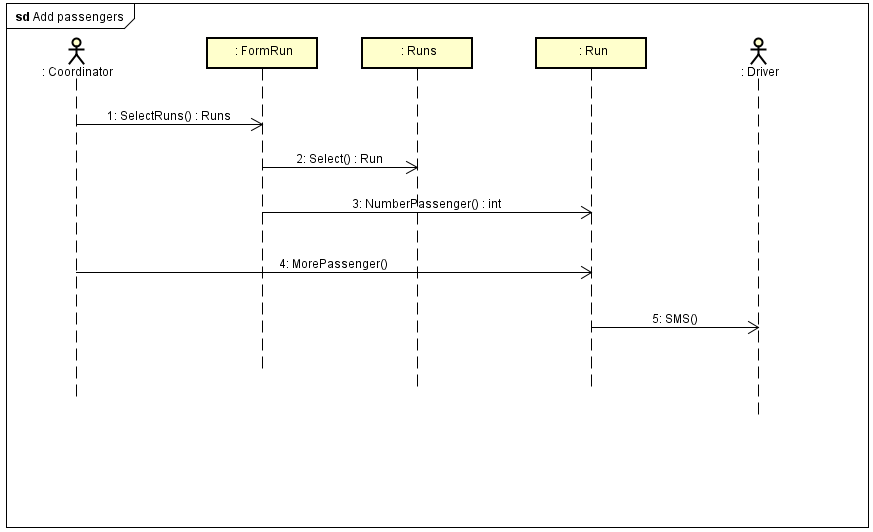 sd Add passengers
: Coordinator
: FormRun
: Runs
: Run
: Driver
1: SelectRuns() : Runs
2: Select() : Run
3: NumberPassenger() : int
4: MorePassenger()
5: SMS()